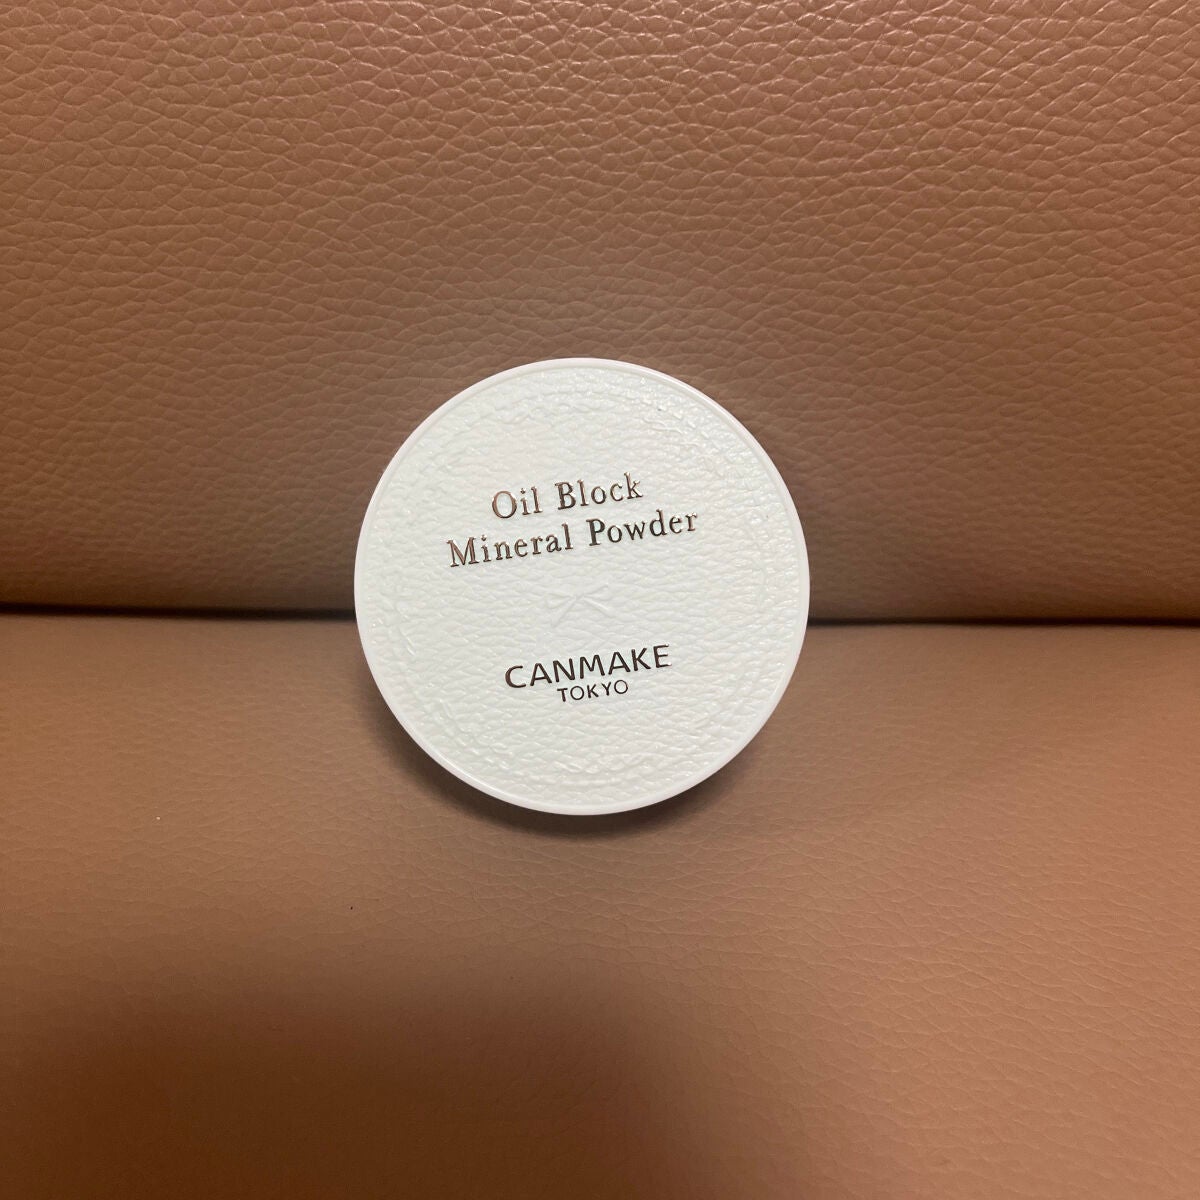 Oil Block
Mineral Powder
CANMAKE
TOKYO